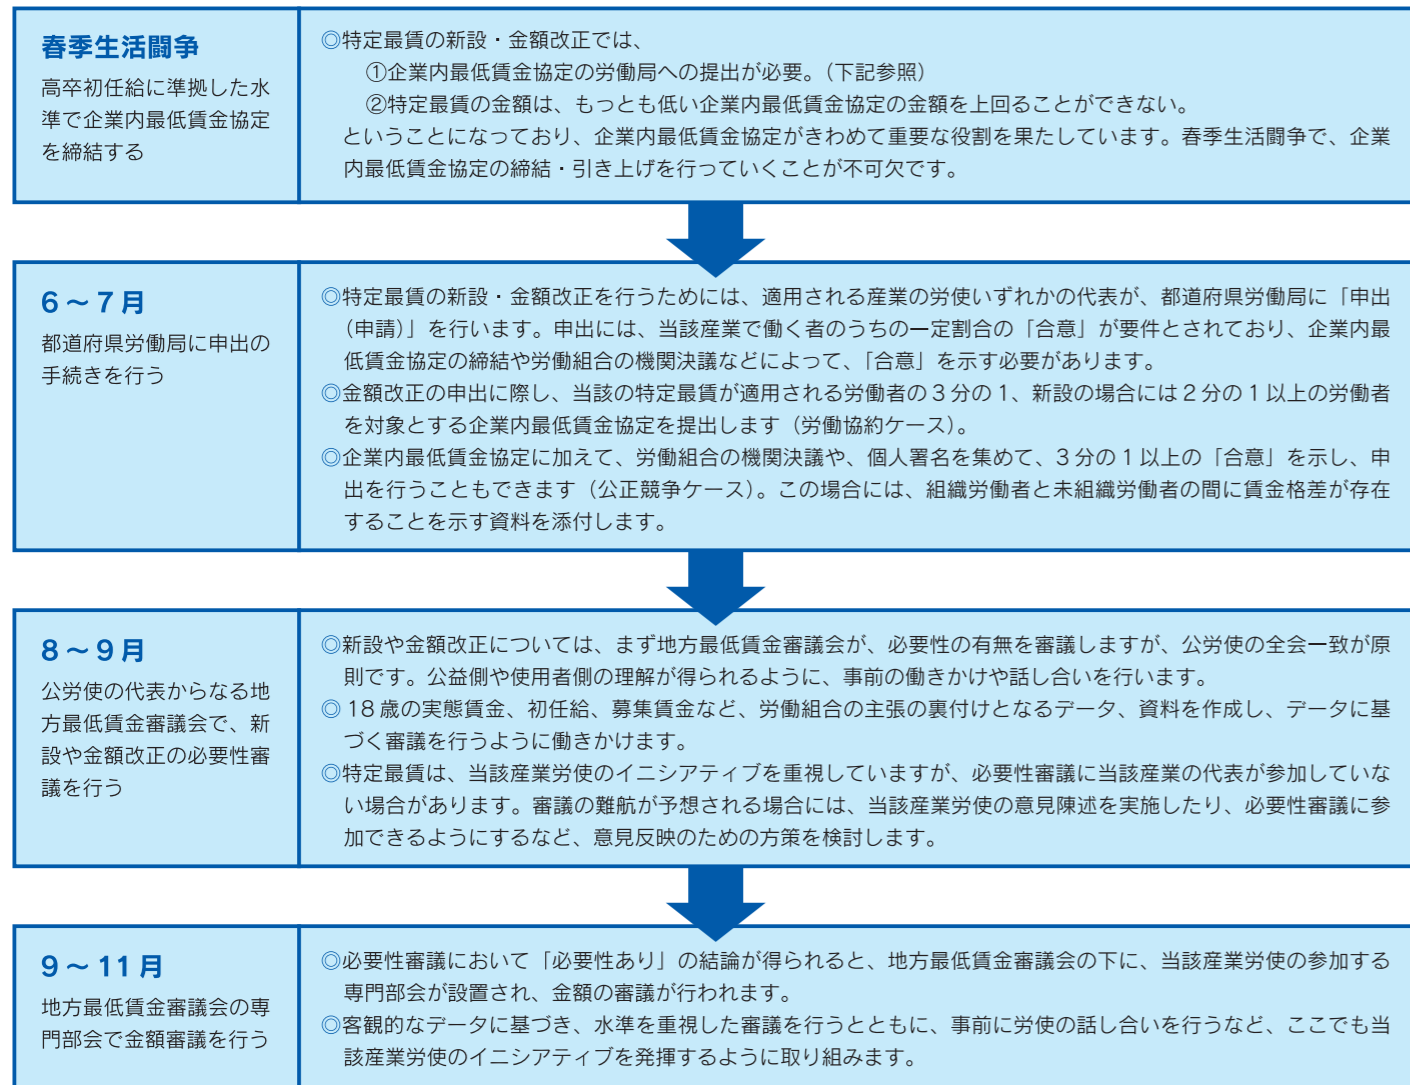 春季生活闘争
高卒初任給に準拠した水
準で企業内最低賃金協定
を締結する
◎特定最賃の新設・金額改正では、
①企業内最低賃金協定の労働局への提出が必要。(下記参照)
②特定最賃の金額は、もっとも低い企業内最低賃金協定の金額を上回ることができない。
ということになっており、企業内最低賃金協定がきわめて重要な役割を果たしています。春季生活闘争で、企業
内最低賃金協定の締結・引き上げを行っていくことが不可欠です。
6～7月
都道府県労働局に申出の
手続きを行う
◎特定最賃の新設・金額改正を行うためには、適用される産業の労使いずれかの代表が、都道府県労働局に「申出
(申請)」を行います。申出には、当該産業で働く者のうちの一定割合の「合意」が要件とされており、企業内最
低賃金協定の締結や労働組合の機関決議などによって、「合意」を示す必要があります。
◎金額改正の申出に際し、当該の特定最賃が適用される労働者の3分の1、新設の場合には2分の1以上の労働者
を対象とする企業内最低賃金協定を提出します(労働協約ケース)。
◎企業内最低賃金協定に加えて、労働組合の機関決議や、個人署名を集めて、3分の1以上の「合意」を示し、申
出を行うこともできます(公正競争ケース)。この場合には、組織労働者と未組織労働者の間に賃金格差が存在
することを示す資料を添付します。
8～9月
公労使の代表からなる地
方最低賃金審議会で、新
設や金額改正の必要性審
議を行う
◎新設や金額改正については、まず地方最低賃金審議会が、必要性の有無を審議しますが、公労使の全会一致が原
則です。公益側や使用者側の理解が得られるように、事前の働きかけや話し合いを行います。
◎18歳の実態賃金、初任給、募集賃金など、労働組合の主張の裏付けとなるデータ、資料を作成し、データに基
づく審議を行うように働きかけます。
◎特定最賃は、当該産業労使のイニシアティブを重視していますが、必要性審議に当該産業の代表が参加していな
い場合があります。審議の難航が予想される場合には、当該産業労使の意見陳述を実施したり、必要性審議に参
加できるようにするなど、意見反映のための方策を検討します。
9～11月
地方最低賃金審議会の専
門部会で金額審議を行う
◎必要性審議において「必要性あり」の結論が得られると、地方最低賃金審議会の下に、当該産業労使の参加する
専門部会が設置され、金額の審議が行われます。
◎客観的なデータに基づき、水準を重視した審議を行うとともに、事前に労使の話し合いを行うなど、ここでも当
該産業労使のイニシアティブを発揮するように取り組みます。